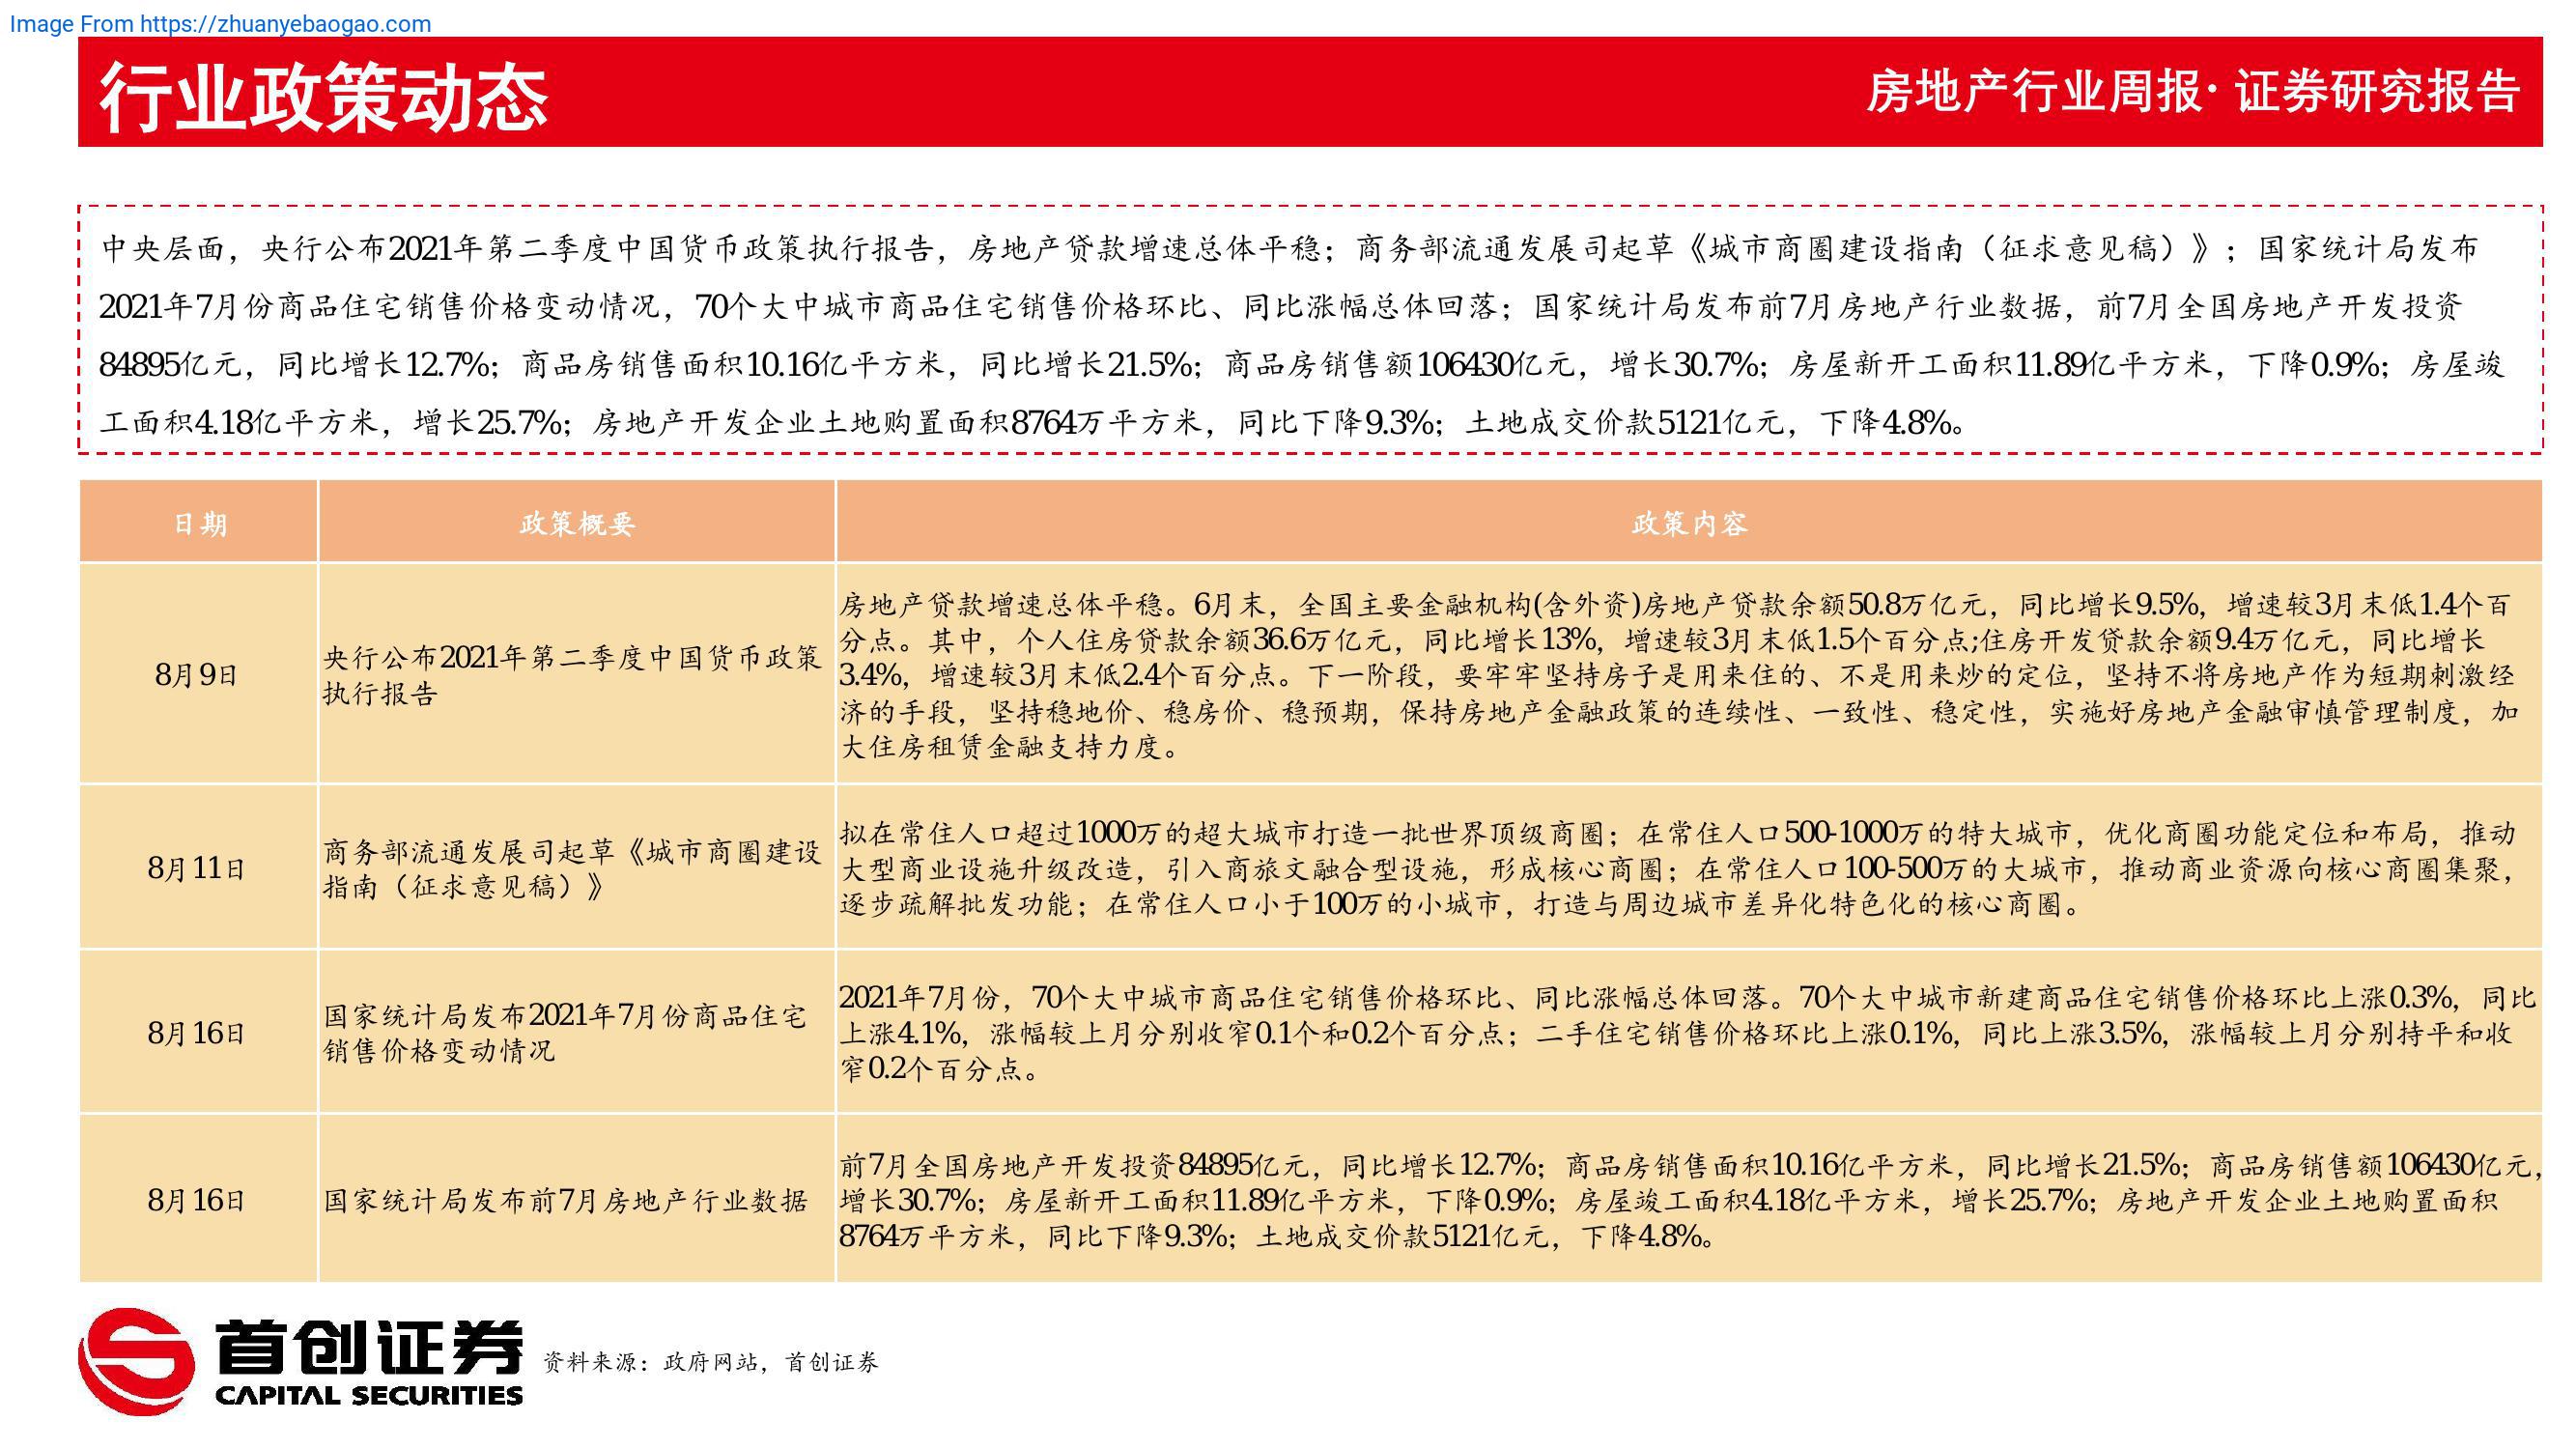 Image From https://zhuanyebaogao.com
行业政策动态
房地产行业周报· 证券研究报告
中央层面，央行公布2021年第二季度中国货币政策执行报告，房地产贷款增速总体平稳；商务部流通发展司起草《城市商圈建设指南（征求意见稿）》；国家统计局发布
2021年7月份商品住宅销售价格变动情况，70个大中城市商品住宅销售价格环比、同比涨幅总体回落；国家统计局发布前7月房地产行业数据，前7月全国房地产开发投资
84895亿元，同比增长12.7%；商品房销售面积10.16亿平方米，同比增长21.5%；商品房销售额106430亿元，增长30.7%；房屋新开工面积11.89亿平方米，下降0.9%；房屋竣
工面积4.18亿平方米，增长25.7%；房地产开发企业土地购置面积8764万平方米，同比下降9.3%；土地成交价款5121亿元，下降4.8%。
日期
政策概要
政策内容
8月9日
央行公布2021年第二季度中国货币政策
执行报告
房地产贷款增速总体平稳。6月末，全国主要金融机构(含外资)房地产贷款余额50.8万亿元，同比增长9.5%，增速较3月末低1.4个百
分点。其中，个人住房贷款余额36.6万亿元，同比增长13%，增速较3月末低1.5个百分点;住房开发贷款余额9.4万亿元，同比增长
3.4%，增速较3月末低2.4个百分点。下一阶段，要牢牢坚持房子是用来住的、不是用来炒的定位，坚持不将房地产作为短期刺激经
济的手段，坚持稳地价、稳房价、稳预期，保持房地产金融政策的连续性、一致性、稳定性，实施好房地产金融审慎管理制度，加
大住房租赁金融支持力度。
8月11日
商务部流通发展司起草《城市商圈建设
指南（征求意见稿）》
拟在常住人口超过1000万的超大城市打造一批世界顶级商圈；在常住人口500-1000万的特大城市，优化商圈功能定位和布局，推动
大型商业设施升级改造，引入商旅文融合型设施，形成核心商圈；在常住人口100-500万的大城市，推动商业资源向核心商圈集聚，
逐步疏解批发功能；在常住人口小于100万的小城市，打造与周边城市差异化特色化的核心商圈。
8月16日
国家统计局发布2021年7月份商品住宅
销售价格变动情况
2021年7月份，70个大中城市商品住宅销售价格环比、同比涨幅总体回落。70个大中城市新建商品住宅销售价格环比上涨0.3%，同比
上涨4.1%，涨幅较上月分别收窄0.1个和0.2个百分点；二手住宅销售价格环比上涨0.1%，同比上涨3.5%，涨幅较上月分别持平和收
窄0.2个百分点。
8月16日
国家统计局发布前7月房地产行业数据
前7月全国房地产开发投资84895亿元，同比增长12.7%；商品房销售面积10.16亿平方米，同比增长21.5%；商品房销售额106430亿元，
增长30.7%；房屋新开工面积11.89亿平方米，下降0.9%；房屋竣工面积4.18亿平方米，增长25.7%；房地产开发企业土地购置面积
8764万平方米，同比下降9.3%；土地成交价款5121亿元，下降4.8%。
首创证券
CAPITAL SECURITIES
资料来源：政府网站，首创证券